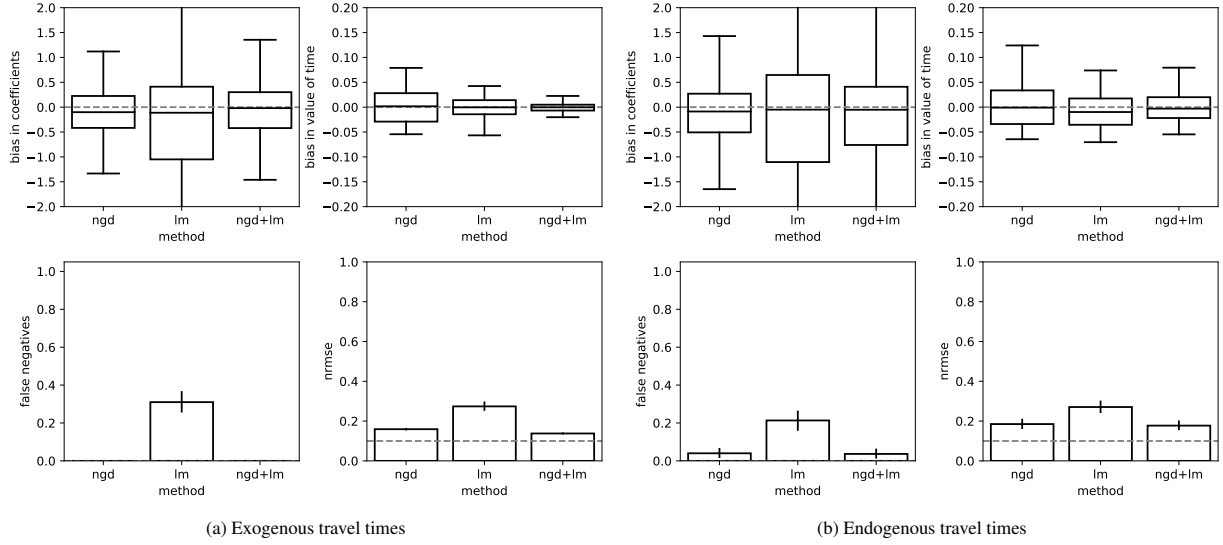 2.0
1.5
1.0
0.5
0.0
−0.5
−1.0
−1.5
−2.0
bias in coefficients
ngd lm ngd+lm
method
0.20
0.15
0.10
0.05
0.00
−0.05
−0.10
−0.15
−0.20
bias in value of time
ngd lm ngd+lm
method
1.0
0.8
0.6
0.4
0.2
0.0
false negatives
ngd lm ngd+lm
method
1.0
0.8
0.6
0.4
0.2
0.0
nrmse
ngd lm ngd+lm
method
(a) Exogenous travel times
2.0
1.5
1.0
0.5
0.0
−0.5
−1.0
−1.5
−2.0
bias in coefficients
ngd lm ngd+lm
method
0.20
0.15
0.10
0.05
0.00
−0.05
−0.10
−0.15
−0.20
bias in value of time
ngd lm ngd+lm
method
1.0
0.8
0.6
0.4
0.2
0.0
false negatives
ngd lm ngd+lm
method
1.0
0.8
0.6
0.4
0.2
0.0
nrmse
ngd lm ngd+lm
method
(b) Endogenous travel times